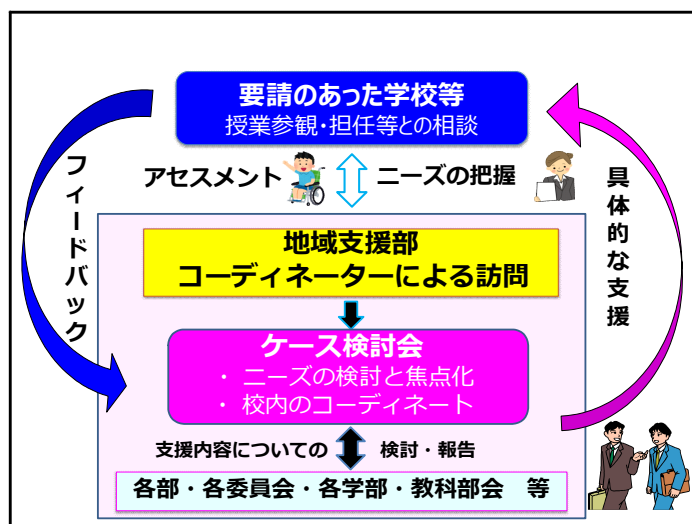 要請のあった学校等
授業参観・担任等との相談
アセスメント
ニーズの把握
フィードバック
具体的な支援
地域支援部
コーディネーターによる訪問
ケース検討会
・ ニーズの検討と焦点化
・ 校内のコーディネート
支援内容についての 検討・報告
各部・各委員会・各学部・教科部会 等